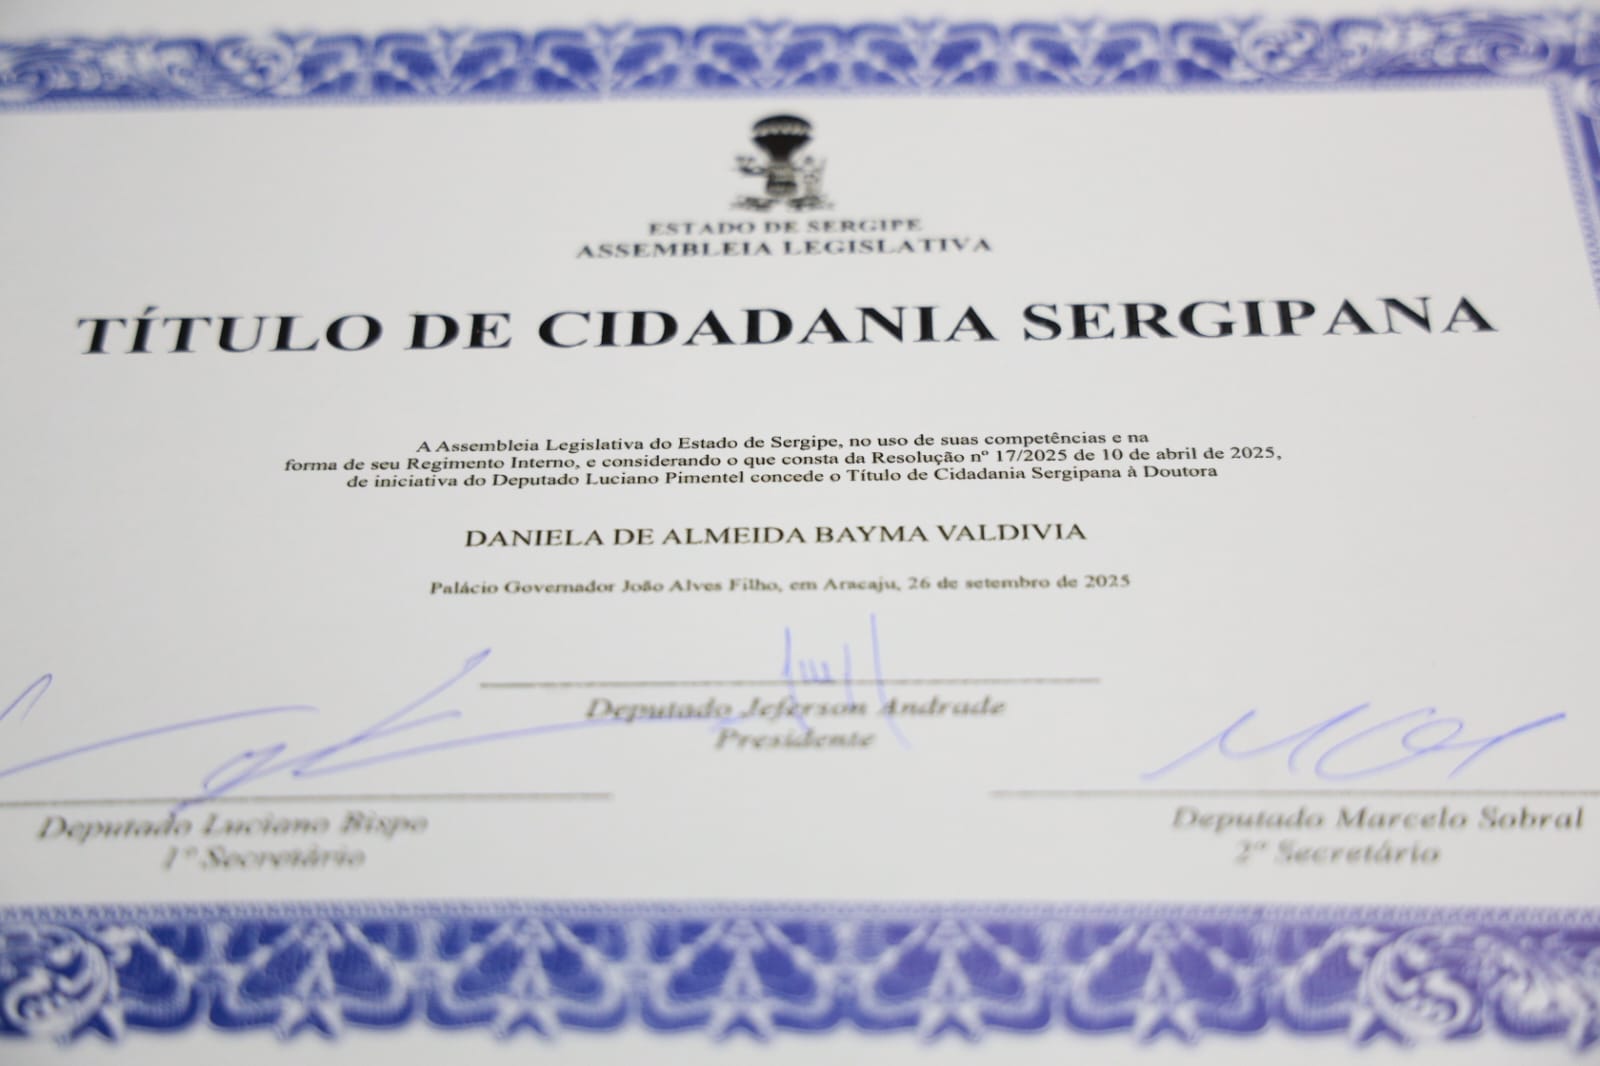 ESTADO DE SERGIPE
ASSEMBLEIA LEGISLATIVA
TÍTULO DE CIDADANIA SERGIPANA
A Assembleia Legislativa do Estado de Sergipe, no uso de suas competências e na
forma de seu Regimento Interno, e considerando o que consta da Resolução nº 17/2025 de 10 de abril de 2025,
de iniciativa do Deputado Luciano Pimentel concede o Título de Cidadania Sergipana à Doutora
DANIELA DE ALMEIDA BAYMA VALDIVIA
Palácio Governador João Alves Filho, em Aracaju, 26 de setembro de 2025
Deputado Jeferson Andrade
Presidente
Deputado Luciano Bispo
1º Secretário
Deputado Marcelo Sobral
2º Secretário